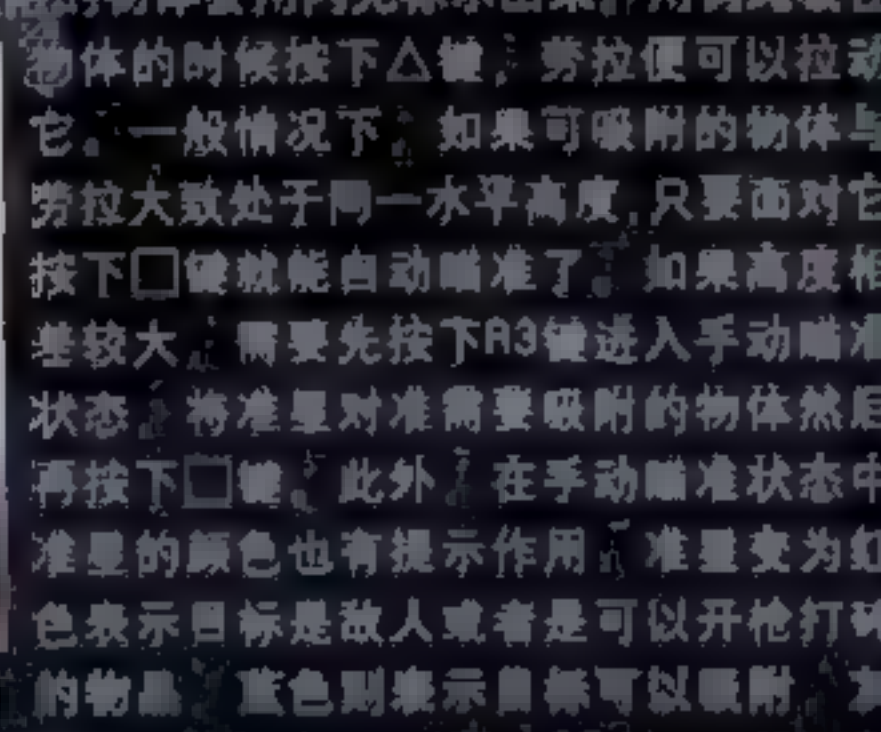 物体的时候按下△键，劳拉便可以拉动
它。一般情况下，如果可吸附的物体与
劳拉大致处于同一水平高度，只要面对它
按下□键就能自动瞄准了。如果高度相
差较大，需要先按下R3键进入手动瞄准
状态，将准星对准需要吸附的物体然后
再按下□键。此外，在手动瞄准状态中
准星的颜色也有提示作用，准星变为红
色表示目标是敌人或者是可以开枪打碎
的物品，蓝色则表示目标可以吸附，